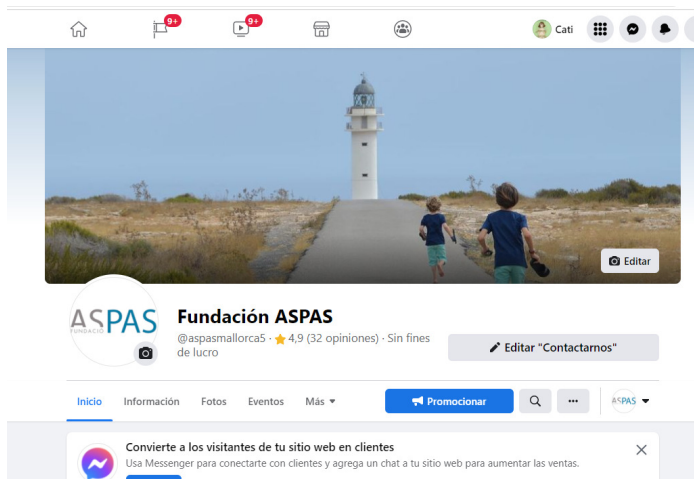 9+
9+
Cati
Editar
ASPAS
FUNDACIÓ
Fundación ASPAS
@aspasmallorca5 · 4,9 (32 opiniones) · Sin fines
de lucro
Editar "Contactarnos"
Inicio Información Fotos Eventos Más
Promocionar
ASPAS
Convierte a los visitantes de tu sitio web en clientes
Usa Messenger para conectarte con clientes y agrega un chat a tu sitio web para aumentar las ventas.